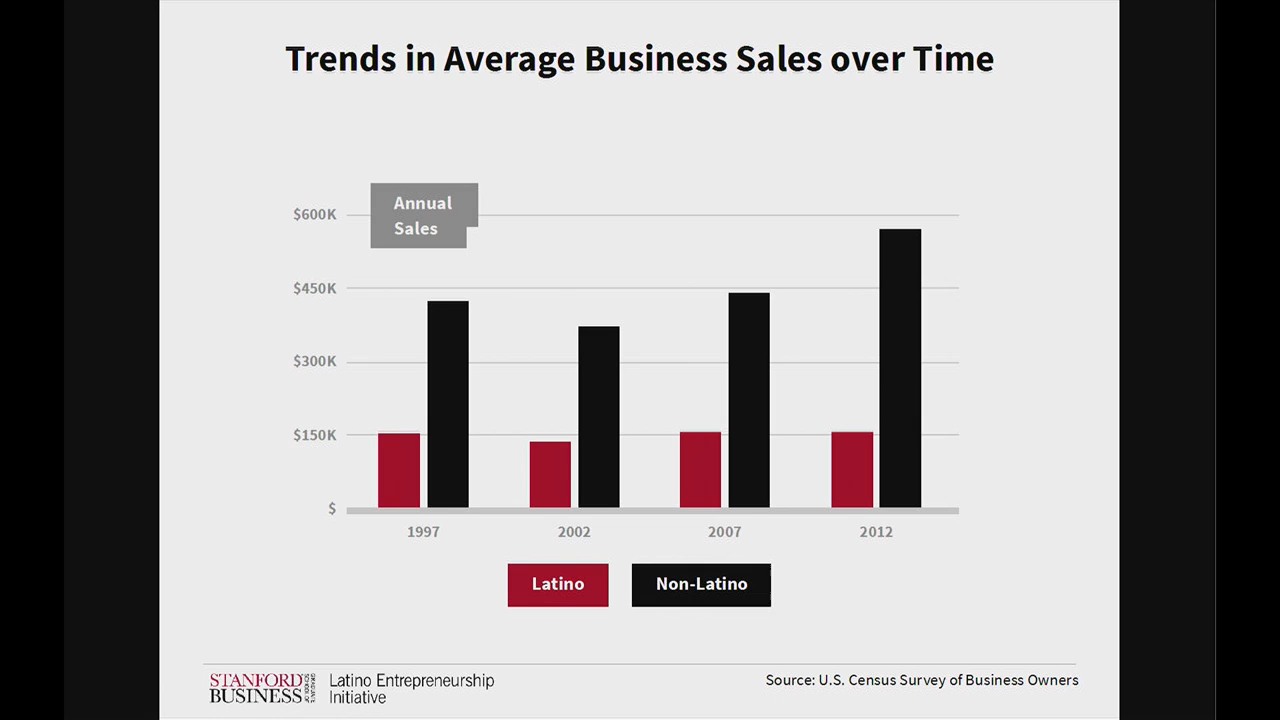 Trends in Average Business Sales over Time
Annual
Sales
$600K
$450K
$300K
$150K
$
1997 2002 2007 2012
Latino Non-Latino
STANFORD
BUSINESS
Latino Entrepreneurship
Initiative
Source: U.S. Census Survey of Business Owners